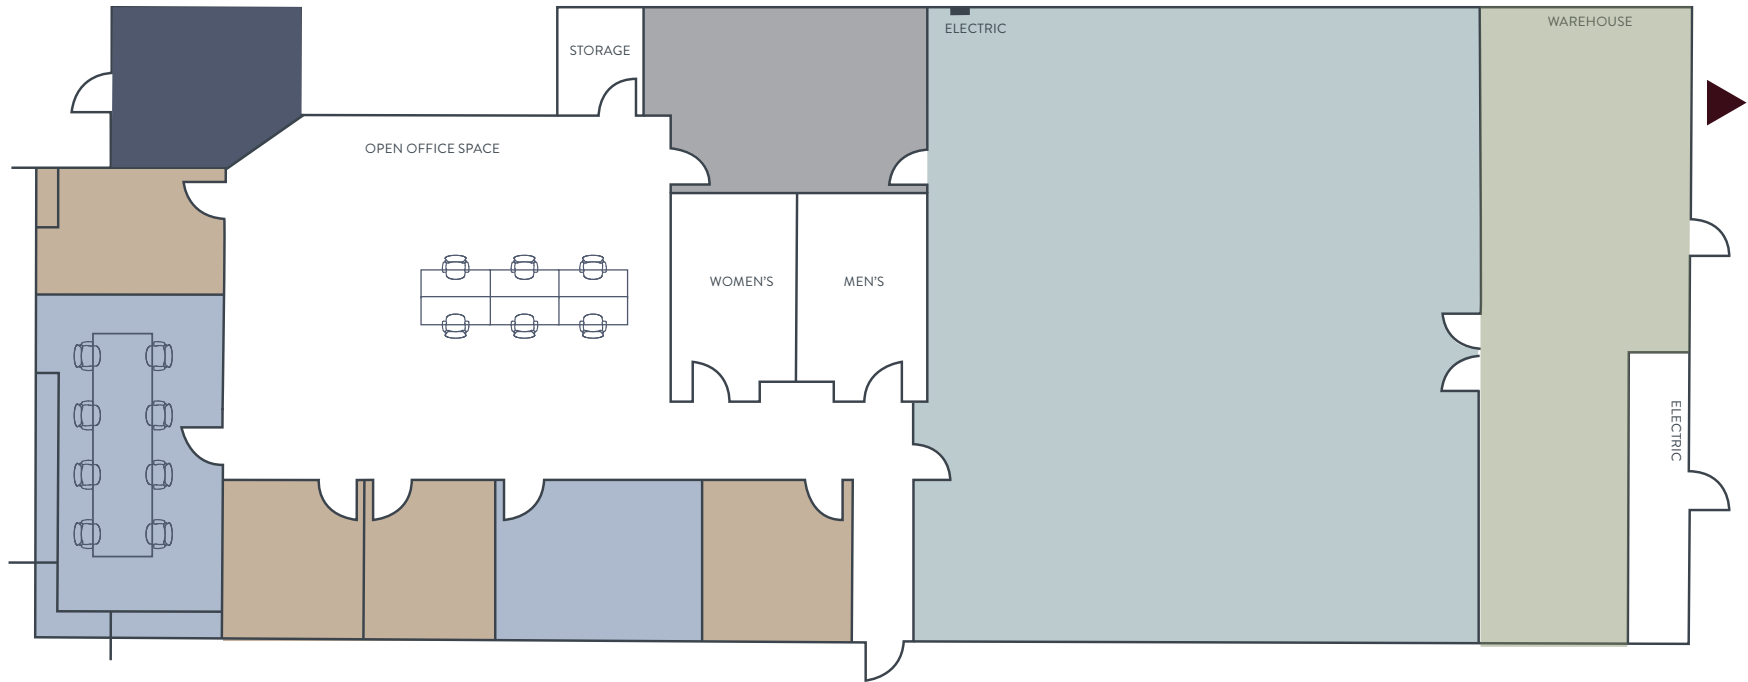 WAREHOUSE
ELECTRIC
STORAGE
OPEN OFFICE SPACE
WOMEN'S
MEN'S
ELECTRIC